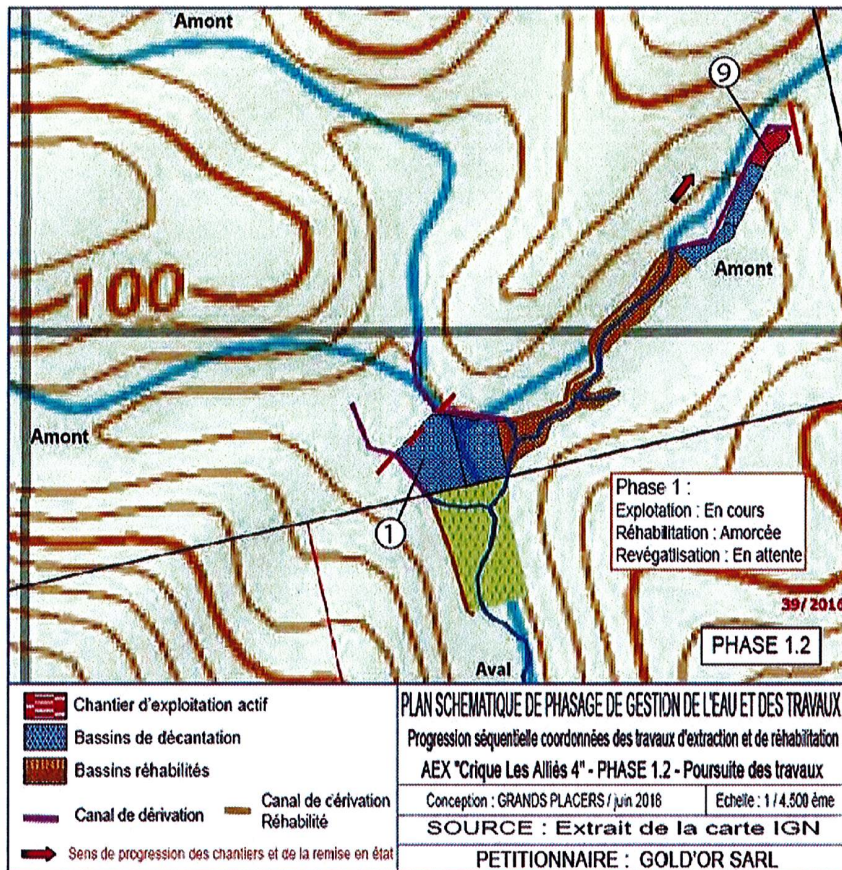 Amont
9
Amont
100
Amont
1
Phase 1 :
Explotation : En cours
Réhabilitation : Amorcée
Revégatilisation : En attente
39/2016
PHASE 1.2
Aval
Chantier d'exploitation actif
Bassins de décantation
Bassins réhabilités
Canal de dérivation
Canal de cérivation
Réhabilité
Sens de progression des chantiers et de la remise en état
PLAN SCHEMATIQUE DE PHASAGE DE GESTION DE L'EAU ET DES TRAVAUX
Progression séquentielle coordonnées des travaux d'extraction et de réhabilitation
AEX "Crique Les Alliés 4" - PHASE 1.2 - Poursuite des travaux
Conception : GRANDS PLACERS / juin 2018
Echelle : 1 / 4.500 ème
SOURCE : Extrait de la carte IGN
PETITIONNAIRE : GOLD'OR SARL